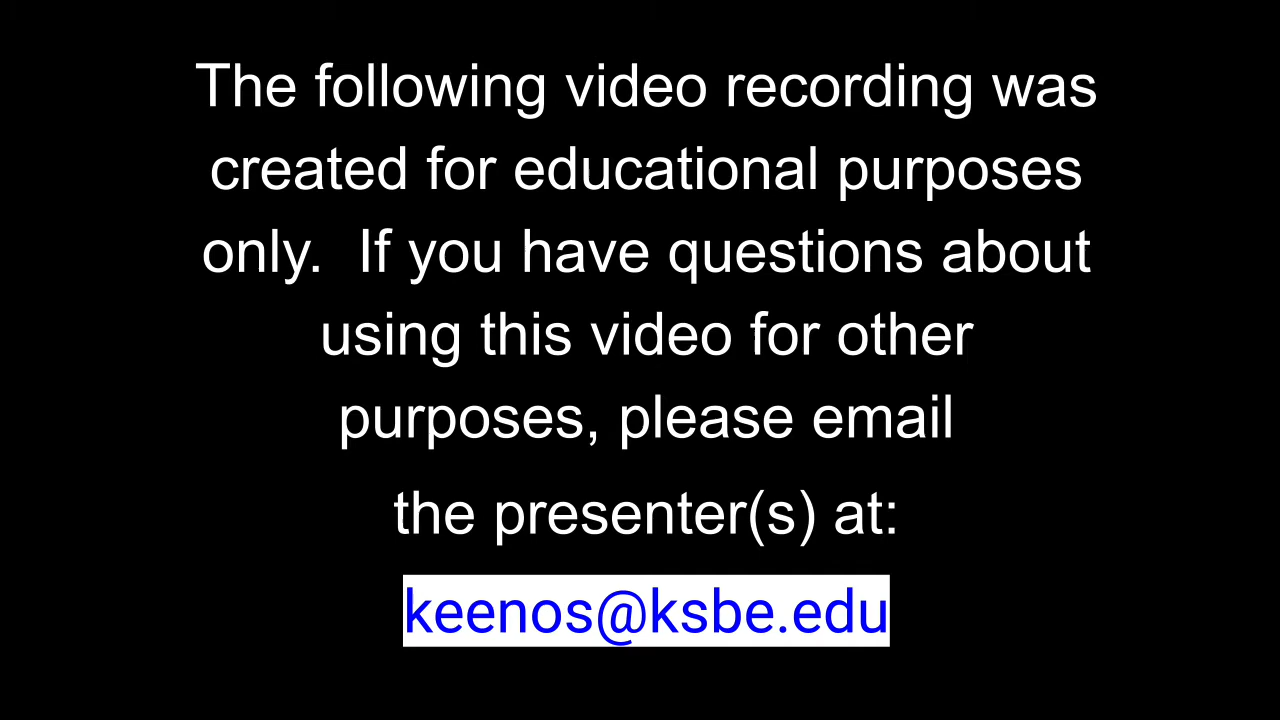 The following video recording was
created for educational purposes
only.  If you have questions about
using this video for other
purposes, please email
the presenter(s) at:
keenos@ksbe.edu